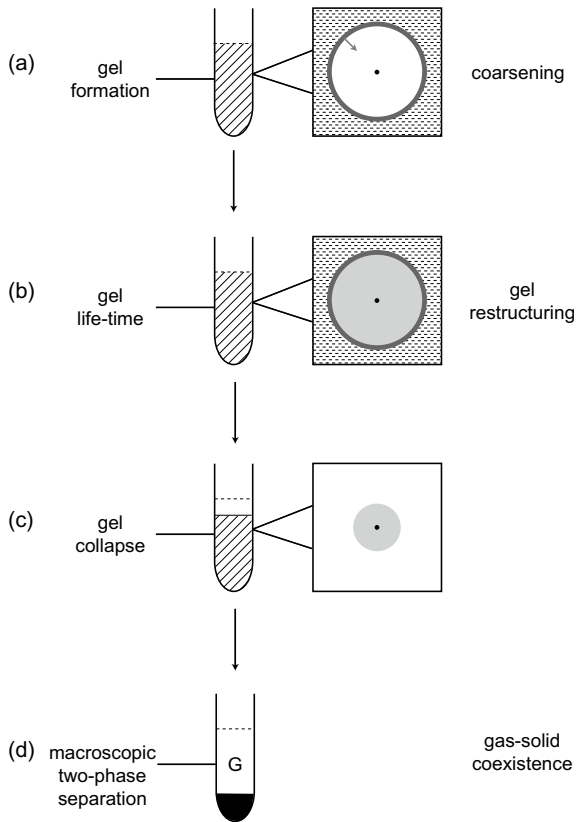 (a)
gel
formation
coarsening
(b)
gel
life-time
gel
restructuring
(c)
gel
collapse
(d)
macroscopic
two-phase
separation
G
gas-solid
coexistence